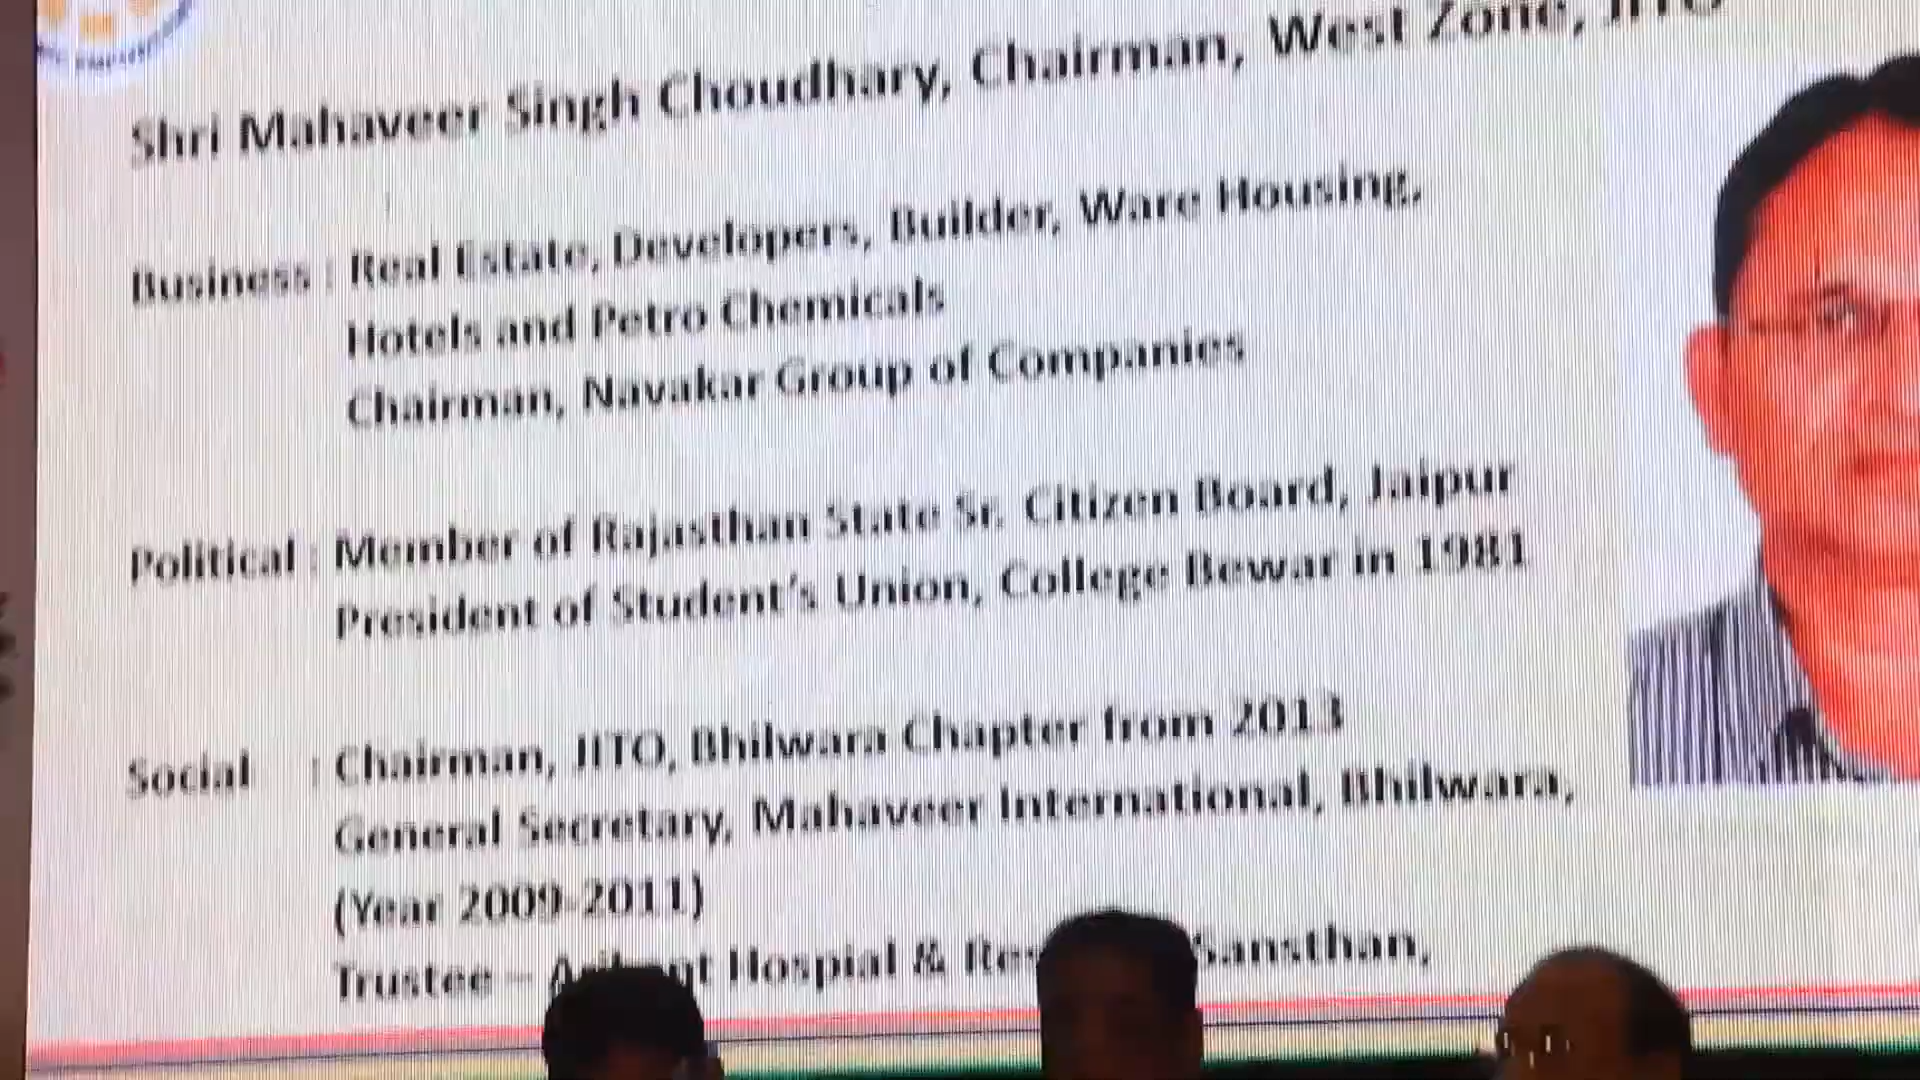 Shri Mahaveer Singh Choudhary, Chairman, West Zone, JITO
Business : Real Estate, Developers, Builder, Ware Housing,
Hotels and Petro Chemicals
Chairman, Navakar Group of Companies
Political : Member of Rajasthan State Sr. Citizen Board, Jaipur
President of Student's Union, College Bewar in 1981
Social : Chairman, JITO, Bhilwara Chapter from 2013
General Secretary, Mahaveer International, Bhilwara,
(Year 2009-2011)
Trustee – Hospial & Sansthan,